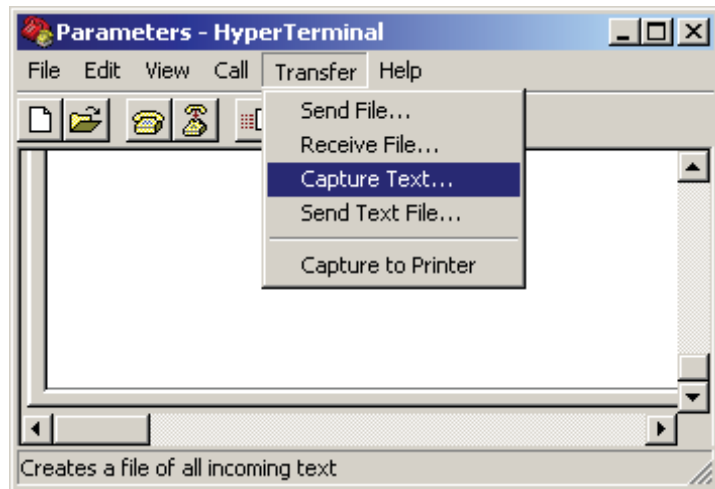 Parameters - HyperTerminal
File Edit View Call Transfer Help
Send File...
Receive File...
Capture Text...
Send Text File...
Capture to Printer
Creates a file of all incoming text